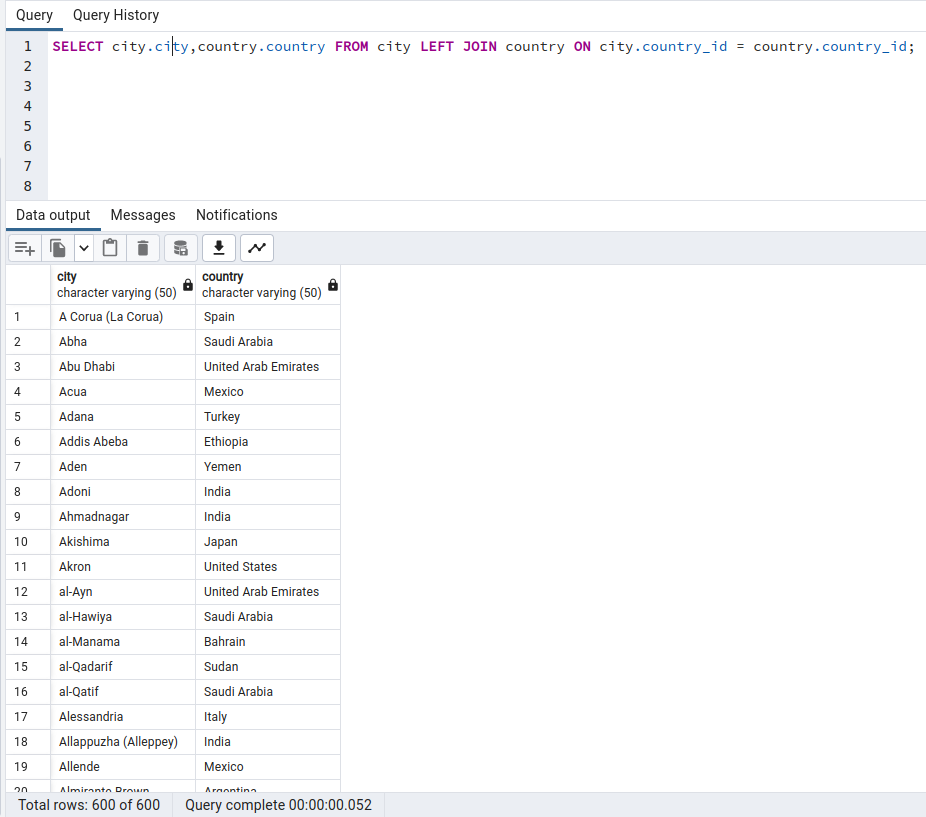 Query Query History
1 SELECT city.city,country.country FROM city LEFT JOIN country ON city.country_id = country.country_id;
2
3
4
5
6
7
8
Data output Messages Notifications
city country
character varying (50) character varying (50)
1 A Corua (La Corua) Spain
2 Abha Saudi Arabia
3 Abu Dhabi United Arab Emirates
4 Acua Mexico
5 Adana Turkey
6 Addis Abeba Ethiopia
7 Aden Yemen
8 Adoni India
9 Ahmadnagar India
10 Akishima Japan
11 Akron United States
12 al-Ayn United Arab Emirates
13 al-Hawiya Saudi Arabia
14 al-Manama Bahrain
15 al-Qadarif Sudan
16 al-Qatif Saudi Arabia
17 Alessandria Italy
18 Allappuzha (Alleppey) India
19 Allende Mexico
20 Almirante Brown Argentina
Total rows: 600 of 600 Query complete 00:00:00.052